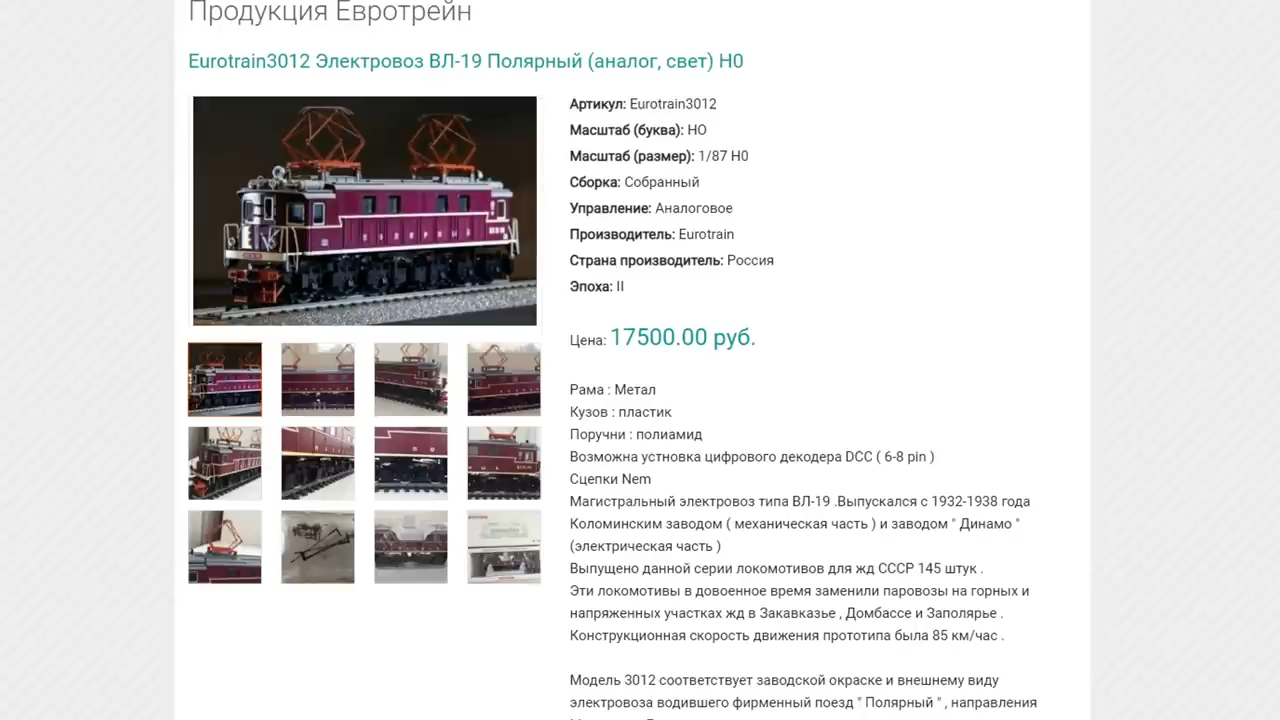 Продукция Евротрейн
Eurotrain3012 Электровоз ВЛ-19 Полярный (аналог, свет) H0
Артикул: Eurotrain3012
Масштаб (буква): HO
Масштаб (размер): 1/87 H0
Сборка: Собранный
Управление: Аналоговое
Производитель: Eurotrain
Страна производитель: Россия
Эпоха: II
Цена: 17500.00 руб.
Рама : Метал
Кузов : пластик
Поручни : полиамид
Возможна устновка цифрового декодера DCC ( 6-8 pin )
Сцепки Nem
Магистральный электровоз типа ВЛ-19 .Выпускался с 1932-1938 года
Коломинским заводом ( механическая часть ) и заводом " Динамо "
(электрическая часть )
Выпущено данной серии локомотивов для жд СССР 145 штук .
Эти локомотивы в довоенное время заменили паровозы на горных и
напряженных участках жд в Закавказье , Домбассе и Заполярье .
Конструкционная скорость движения прототипа была 85 км/час .
Модель 3012 соответствует заводской окраске и внешнему виду
электровоза водившего фирменный поезд " Полярный " , направления